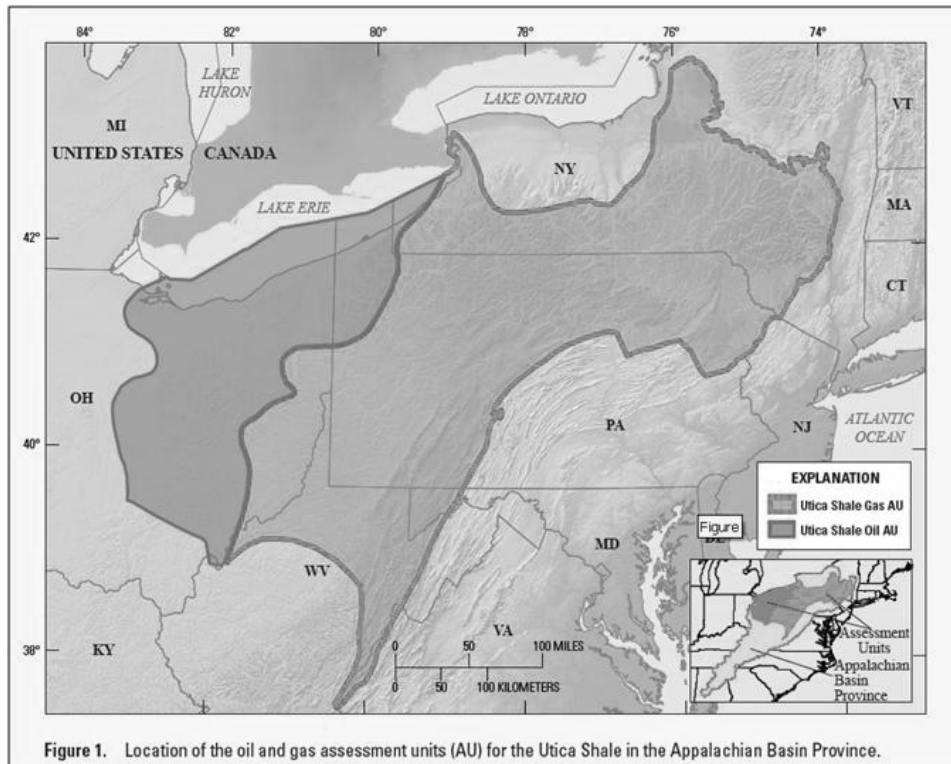 84°
82°
80°
78°
76°
74°
LAKE
HURON
LAKE ONTARIO
VT
MI
UNITED STATES
CANADA
NY
LAKE ERIE
MA
42°
CT
OH
PA
NJ
ATLANTIC
OCEAN
40°
EXPLANATION
Utica Shale Gas AU
Utica Shale Oil AU
Figure
DE
MD
WV
VA
KY
38°
0 50 100 MILES
0 50 100 KILOMETERS
Assessment
Units
Appalachian
Basin
Province
Figure 1. Location of the oil and gas assessment units (AU) for the Utica Shale in the Appalachian Basin Province.